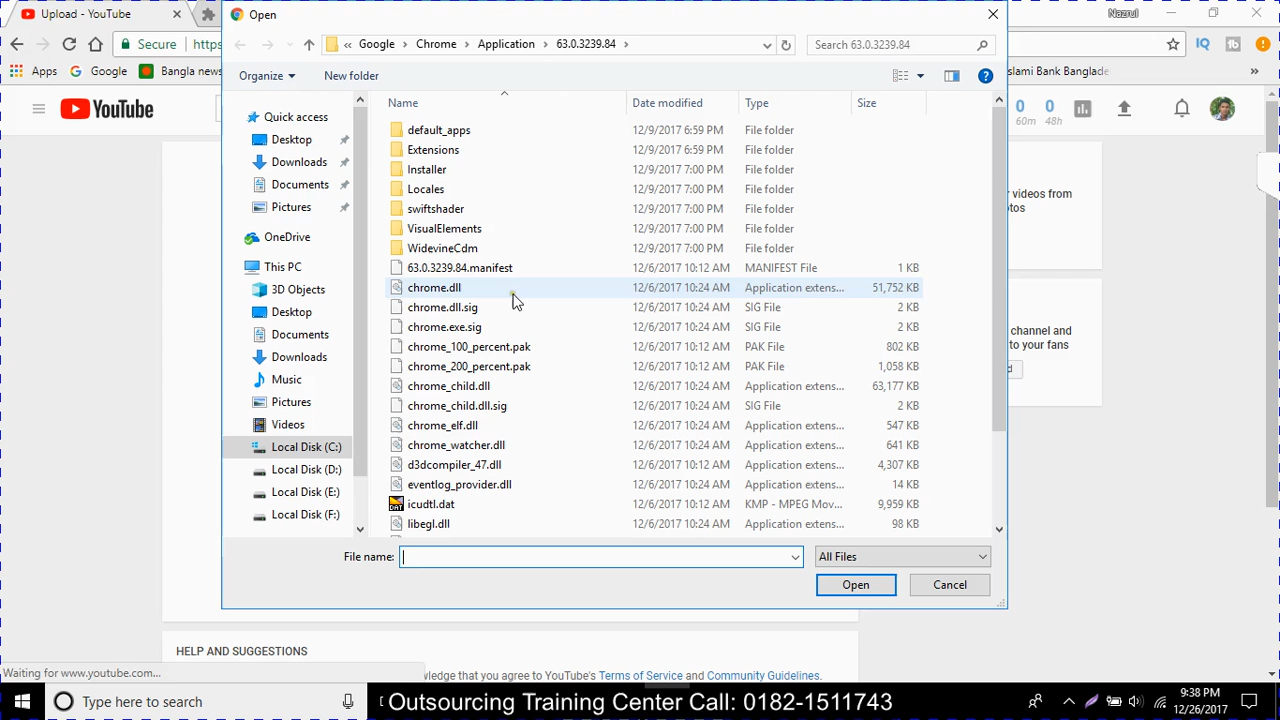 Upload - YouTube
Open
Nazrul
Secure
https
Google
Chrome
Application
63.0.3239.84
Search 63.0.3239.84
Apps
Google
Bangla news
Organize
New folder
slami Bank Banglade
YouTube
Name
Date modified
Type
Size
0 60m
0 48h
Quick access
Desktop
Downloads
Documents
Pictures
OneDrive
This PC
3D Objects
Desktop
Documents
Downloads
Music
Pictures
Videos
Local Disk (C:)
Local Disk (D:)
Local Disk (E:)
Local Disk (F:)
default_apps 12/9/2017 6:59 PM File folder
Extensions 12/9/2017 6:59 PM File folder
Installer 12/9/2017 7:00 PM File folder
Locales 12/9/2017 7:00 PM File folder
swiftshader 12/9/2017 7:00 PM File folder
VisualElements 12/9/2017 7:00 PM File folder
WidevineCdm 12/9/2017 7:00 PM File folder
63.0.3239.84.manifest 12/6/2017 10:12 AM MANIFEST File 1 KB
chrome.dll 12/6/2017 10:24 AM Application extens... 51,752 KB
chrome.dll.sig 12/6/2017 10:24 AM SIG File 2 KB
chrome.exe.sig 12/6/2017 10:24 AM SIG File 2 KB
chrome_100_percent.pak 12/6/2017 10:12 AM PAK File 802 KB
chrome_200_percent.pak 12/6/2017 10:12 AM PAK File 1,058 KB
chrome_child.dll 12/6/2017 10:24 AM Application extens... 63,177 KB
chrome_child.dll.sig 12/6/2017 10:24 AM SIG File 2 KB
chrome_elf.dll 12/6/2017 10:24 AM Application extens... 547 KB
chrome_watcher.dll 12/6/2017 10:24 AM Application extens... 641 KB
d3dcompiler_47.dll 12/6/2017 10:12 AM Application extens... 4,307 KB
eventlog_provider.dll 12/6/2017 10:24 AM Application extens... 14 KB
icudtl.dat 12/6/2017 10:12 AM KMP - MPEG Mov... 9,959 KB
libegl.dll 12/6/2017 10:24 AM Application extens... 98 KB
r videos from
otos
channel and
to your fans
d
File name:
All Files
Open
Cancel
HELP AND SUGGESTIONS
wledge that you agree to YouTube's Terms of Service and Community Guidelines.
Waiting for www.youtube.com...
Type here to search
Outsourcing Training Center Call: 0182-1511743
9:38 PM
12/26/2017